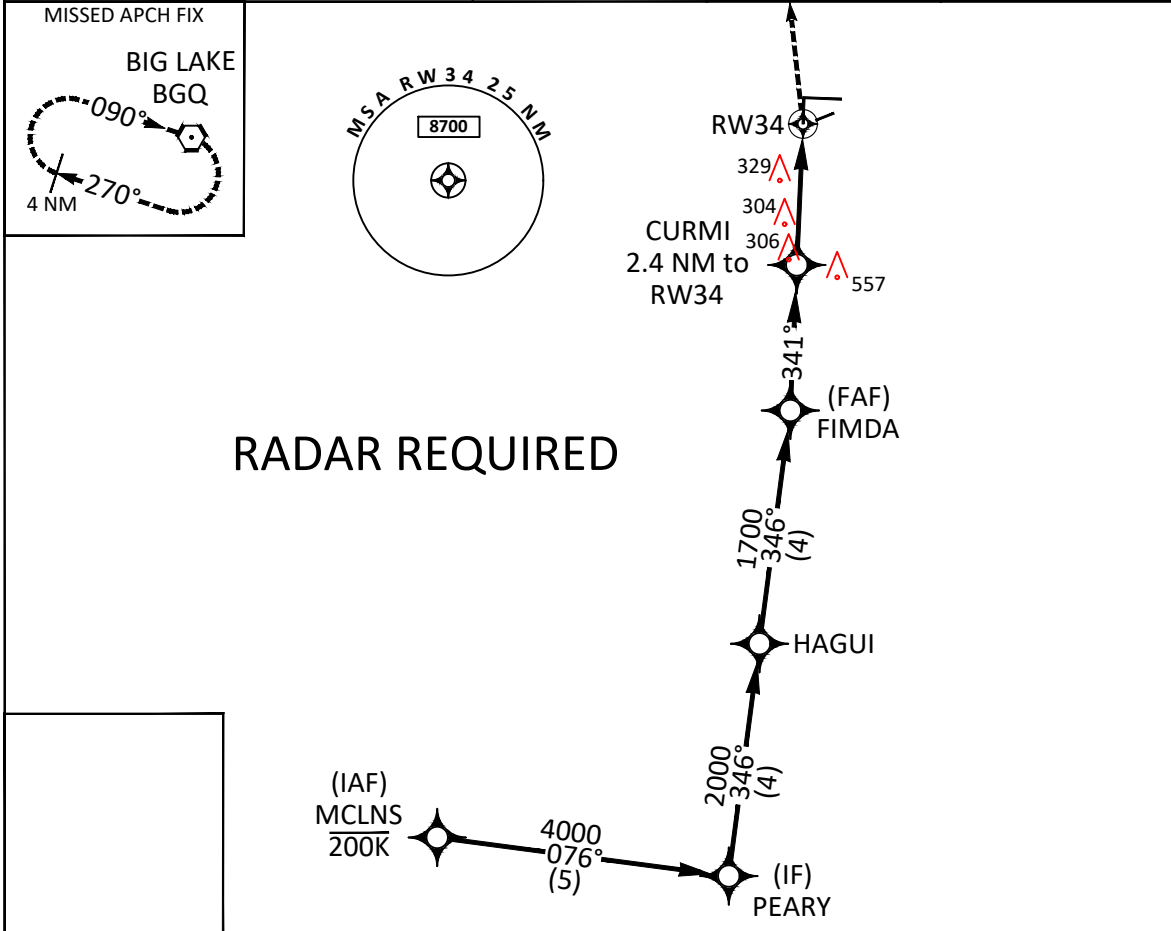 MISSED APCH FIX
BIG LAKE
BGQ
090°
270°
4 NM
MSA RW34 25 NM
8700
RW34
329
304
306
557
CURMI
2.4 NM to
RW34
341°
(FAF)
FIMDA
RADAR REQUIRED
1700
346°
(4)
HAGUI
2000
346°
(4)
(IAF)
MCLNS
200K
4000
076°
(5)
(IF)
PEARY